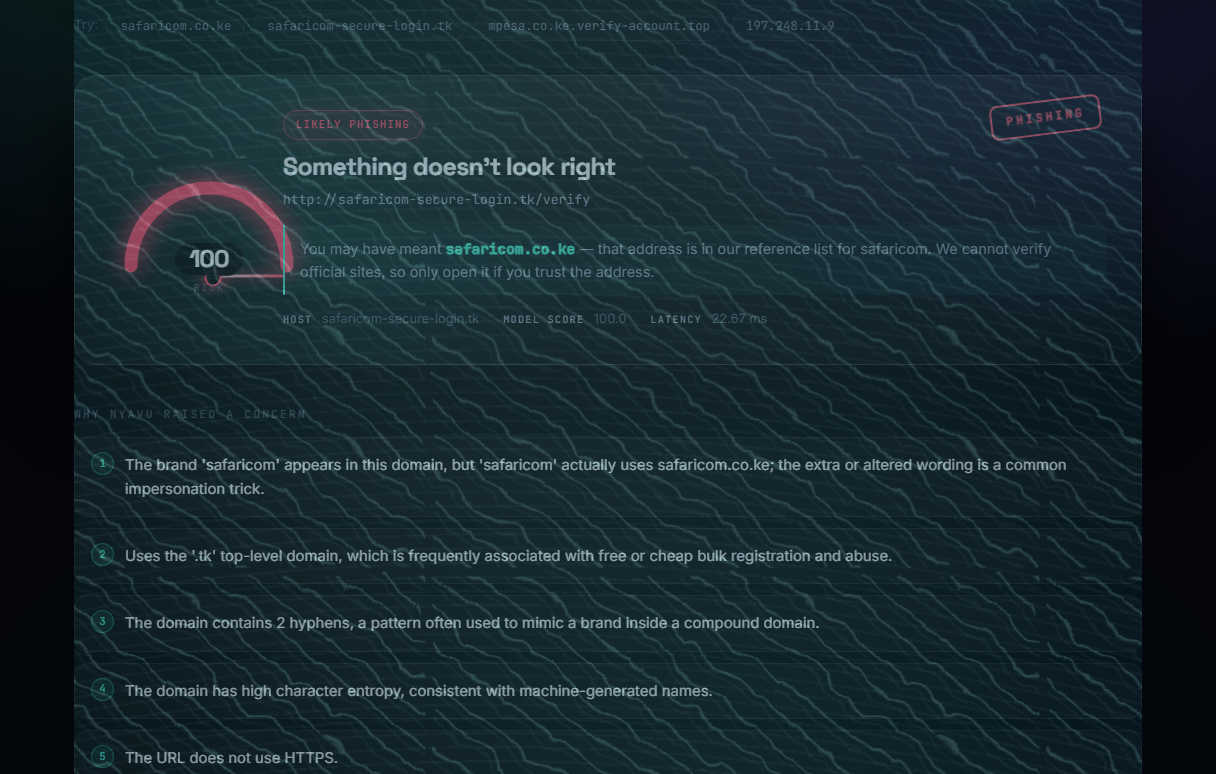 Try: safaricom.co.ke safaricom-secure-login.tk mpesa.co.ke.verify-account.top 197.248.11.9
LIKELY PHISHING
PHISHING
Something doesn't look right
http://safaricom-secure-login.tk/verify
You may have meant safaricom.co.ke — that address is in our reference list for safaricom. We cannot verify
official sites, so only open it if you trust the address.
100
RISK
HOST safaricom-secure-login.tk MODEL SCORE 100.0 LATENCY 22.67 ms
WHY NYAVU RAISED A CONCERN
1 The brand 'safaricom' appears in this domain, but 'safaricom' actually uses safaricom.co.ke; the extra or altered wording is a common
impersonation trick.
2 Uses the '.tk' top-level domain, which is frequently associated with free or cheap bulk registration and abuse.
3 The domain contains 2 hyphens, a pattern often used to mimic a brand inside a compound domain.
4 The domain has high character entropy, consistent with machine-generated names.
5 The URL does not use HTTPS.